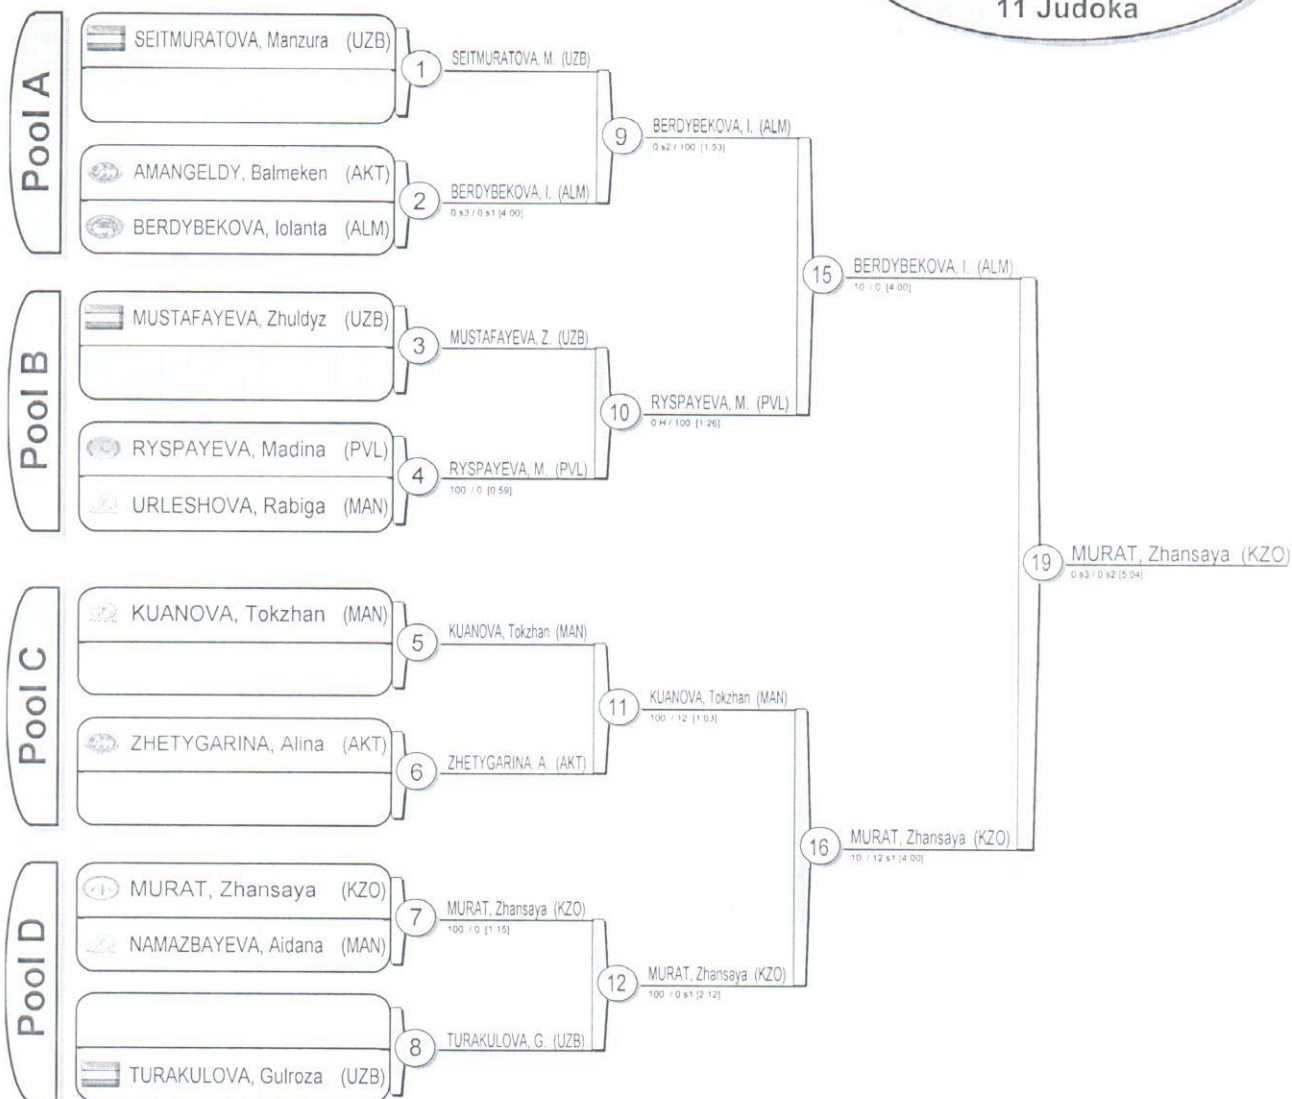 11 Judoka
Pool A
SEITMURATOVA, Manzura (UZB)
AMANGELDY, Balmeken (AKT)
BERDYBEKOVA, Iolanta (ALM)
Pool B
MUSTAFAYEVA, Zhuldyz (UZB)
RYSPAYEVA, Madina (PVL)
URLESHOVA, Rabiga (MAN)
Pool C
KUANOVA, Tokzhan (MAN)
ZHETYGARINA, Alina (AKT)
Pool D
MURAT, Zhansaya (KZO)
NAMAZBAYEVA, Aidana (MAN)
TURAKULOVA, Gulroza (UZB)
1
SEITMURATOVA, M. (UZB)
2
BERDYBEKOVA, I. (ALM)
0 s3 / 0 s1 [4:00]
3
MUSTAFAYEVA, Z. (UZB)
4
RYSPAYEVA, M. (PVL)
100 / 0 [0:59]
5
KUANOVA, Tokzhan (MAN)
6
ZHETYGARINA, A. (AKT)
7
MURAT, Zhansaya (KZO)
100 / 0 [1:15]
8
TURAKULOVA, G. (UZB)
9
BERDYBEKOVA, I. (ALM)
0 s2 / 100 [1:53]
10
RYSPAYEVA, M. (PVL)
0 H / 100 [1:26]
11
KUANOVA, Tokzhan (MAN)
100 / 12 [1:03]
12
MURAT, Zhansaya (KZO)
100 / 0 s1 [2:12]
15
BERDYBEKOVA, I. (ALM)
10 / 0 [4:00]
16
MURAT, Zhansaya (KZO)
10 / 12 s1 [4:00]
19
MURAT, Zhansaya (KZO)
0 s3 / 0 s2 [5:04]